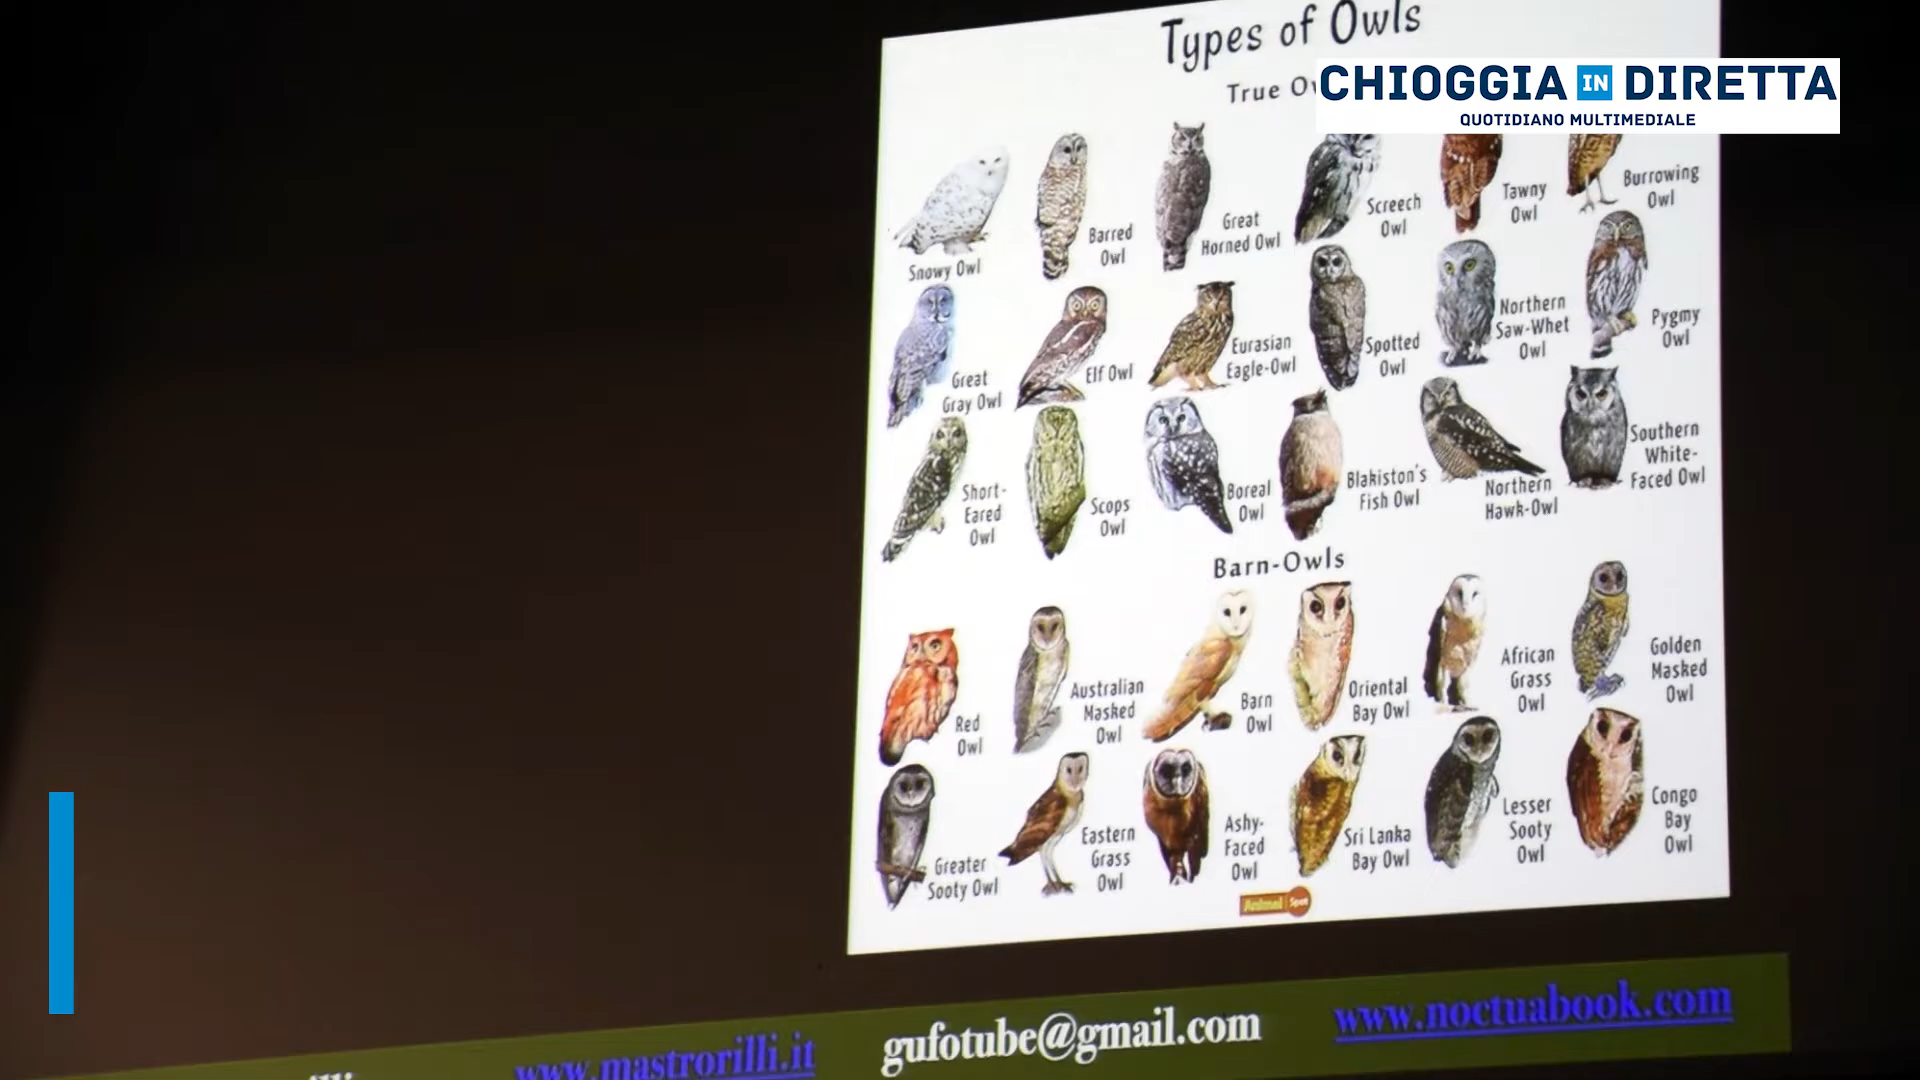 Types of Owls
True
CHIOGGIA IN DIRETTA
QUOTIDIANO MULTIMEDIALE
Snowy Owl
Barred
Owl
Great
Horned Owl
Screech
Owl
Tawny
Owl
Burrowing
Owl
Great
Gray Owl
Elf Owl
Eurasian
Eagle-Owl
Spotted
Owl
Northern
Saw-Whet
Owl
Pygmy
Owl
Short-
Eared
Owl
Scops
Owl
Boreal
Owl
Blakiston's
Fish Owl
Northern
Hawk-Owl
Southern
White-
Faced Owl
Barn-Owls
Red
Owl
Australian
Masked
Owl
Barn
Owl
Oriental
Bay Owl
African
Grass
Owl
Golden
Masked
Owl
Greater
Sooty Owl
Eastern
Grass
Owl
Ashy-
Faced
Owl
Sri Lanka
Bay Owl
Lesser
Sooty
Owl
Congo
Bay
Owl
Animal Spot
www.mastrorilli.it
gufotube@gmail.com
www.noctuabook.com